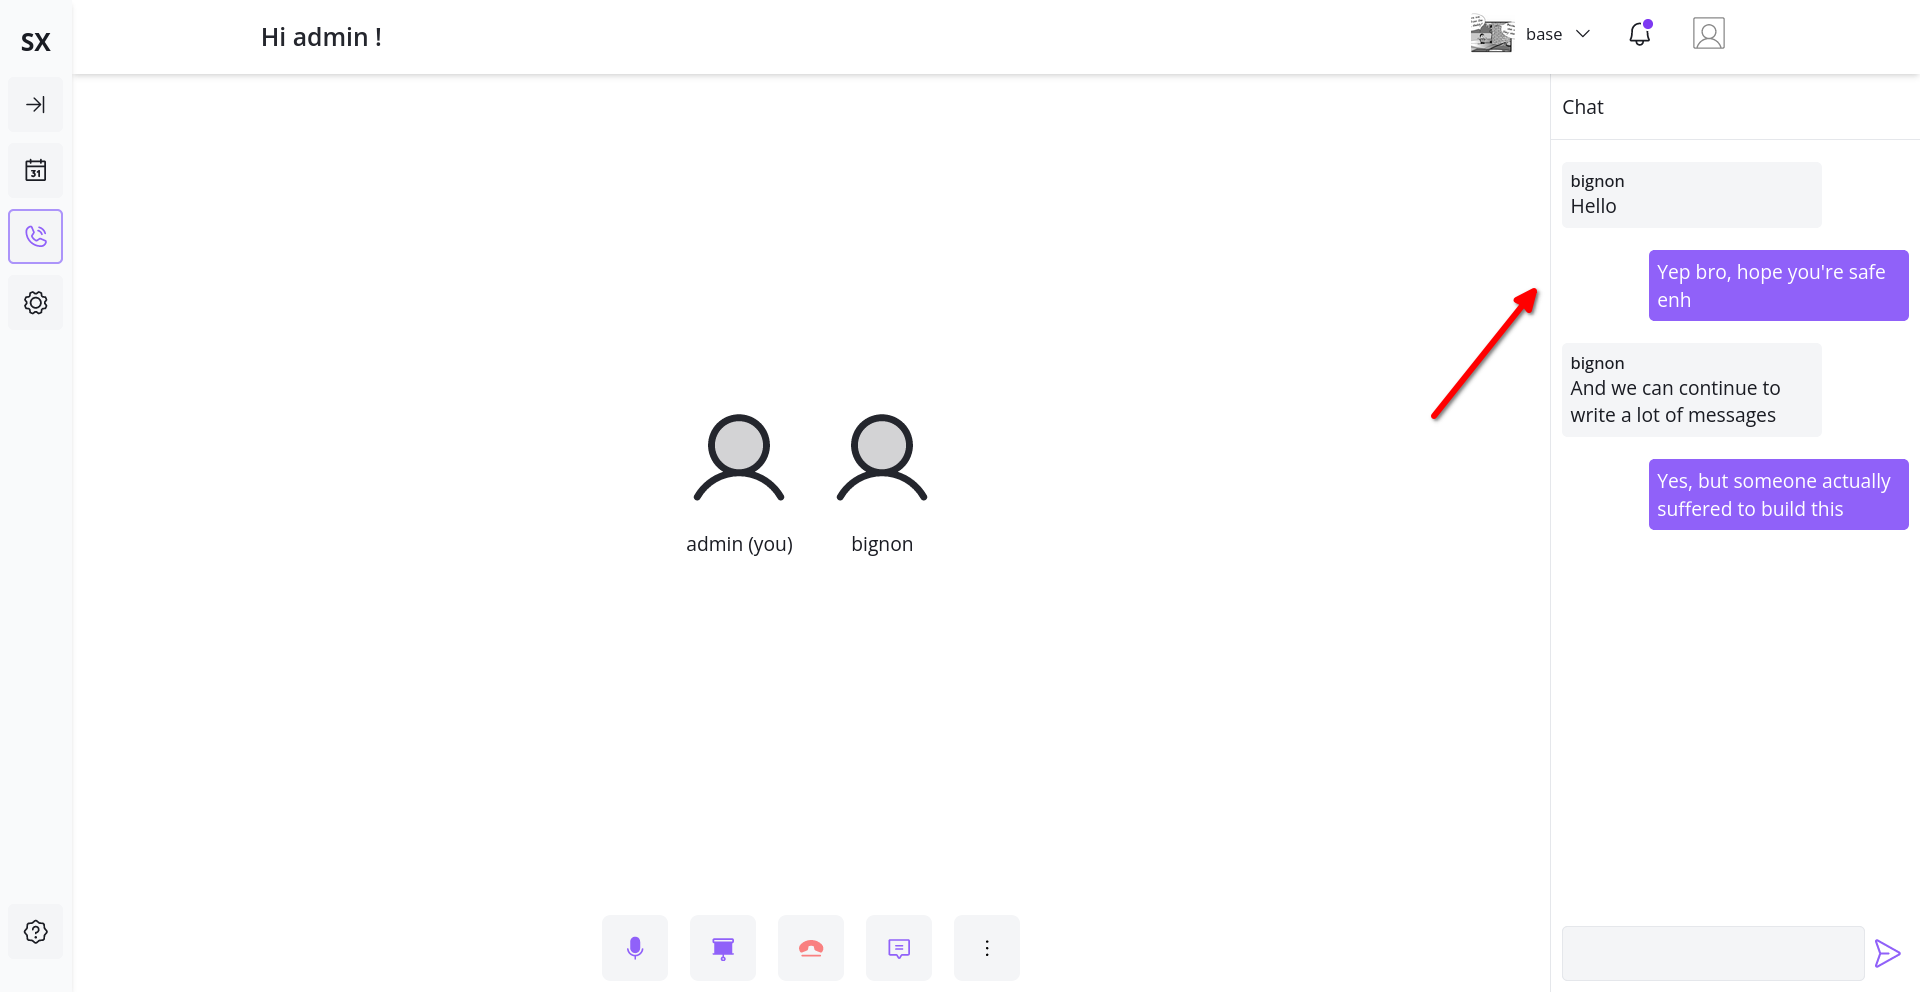 SX
Hi admin !
base
31
Chat
bignon
Hello
Yep bro, hope you're safe
enh
bignon
And we can continue to
write a lot of messages
Yes, but someone actually
suffered to build this
admin (you)
bignon